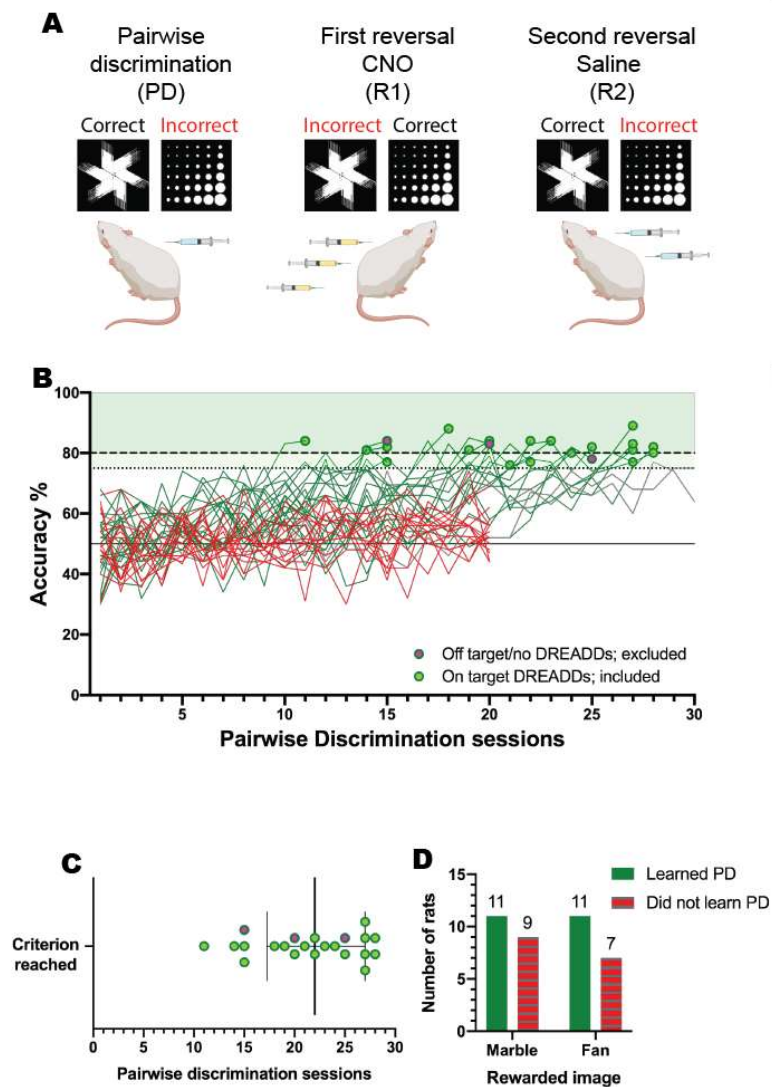 A
Pairwise discrimination (PD)
First reversal CNO (R1)
Second reversal Saline (R2)
Correct Incorrect
Incorrect Correct
Correct Incorrect
B
100
80
60
40
20
0
Accuracy %
Off target/no DREADDs; excluded
On target DREADDs; included
5 10 15 20 25 30
Pairwise Discrimination sessions
C
Criterion
reached
0 5 10 15 20 25 30
Pairwise discrimination sessions
D
15
10
5
0
Number of rats
Learned PD
Did not learn PD
11 9 11 7
Marble Fan
Rewarded image